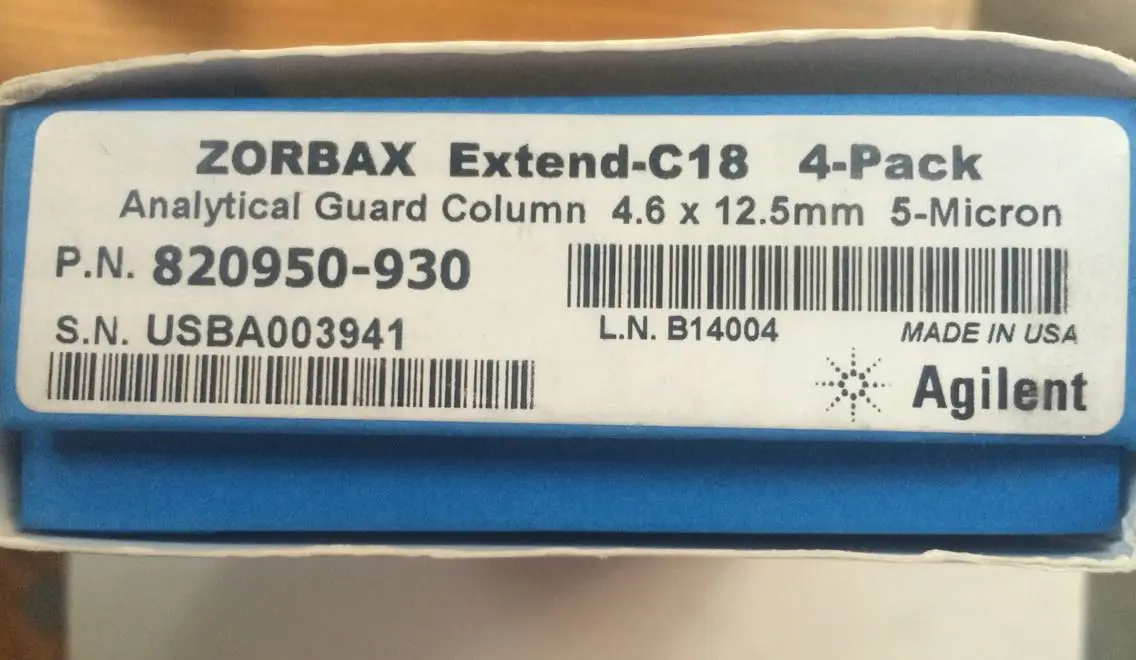 ZORBAX Extend-C18 4-Pack
Analytical Guard Column 4.6 x 12.5mm 5-Micron
P.N. 820950-930
S.N. USBA003941
L.N. B14004 MADE IN USA
Agilent